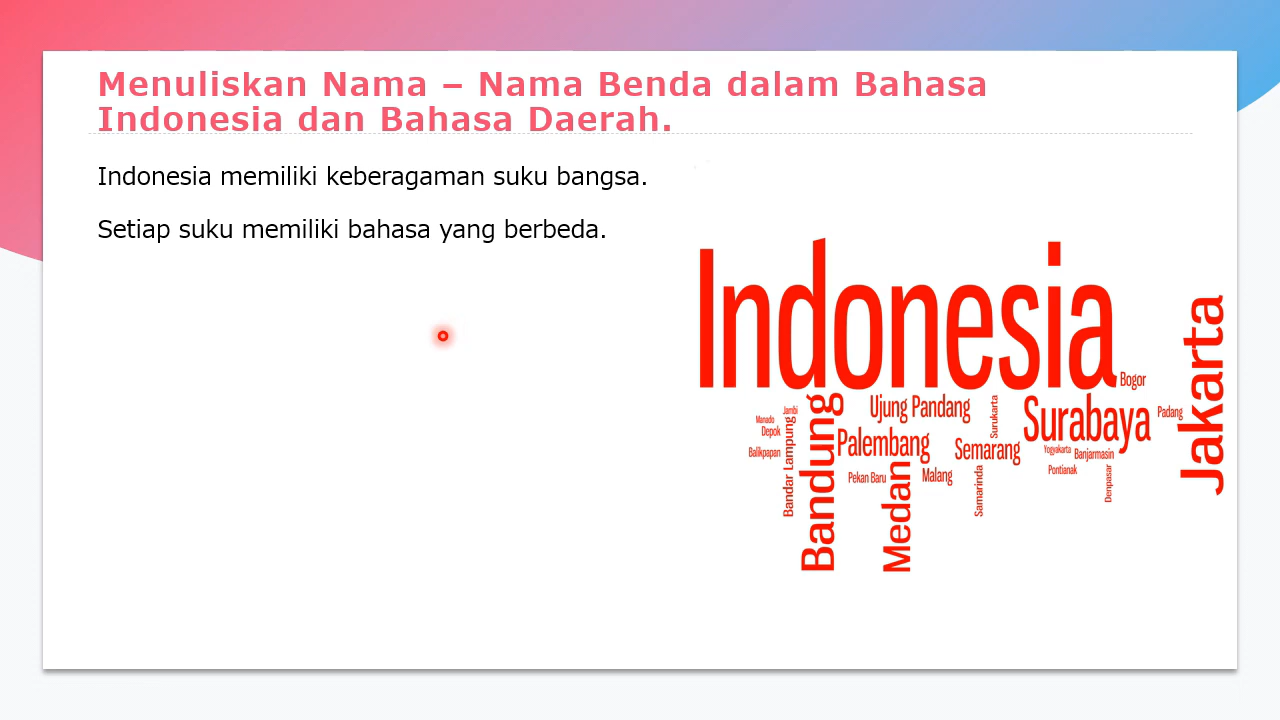 Menuliskan Nama – Nama Benda dalam Bahasa
Indonesia dan Bahasa Daerah.
Indonesia memiliki keberagaman suku bangsa.
Setiap suku memiliki bahasa yang berbeda.
Indonesia
Jakarta
Bogor
Surabaya
Padang
Ujung Pandang
Surukarta
Bandung
Jambi
Manado
Depok
Balikpapan
Bandar Lampung
Palembang
Semarang
Yogyakarta
Banjarmasin
Pontianak
Denpasar
Pekan Baru
Medan
Malang
Samarinda